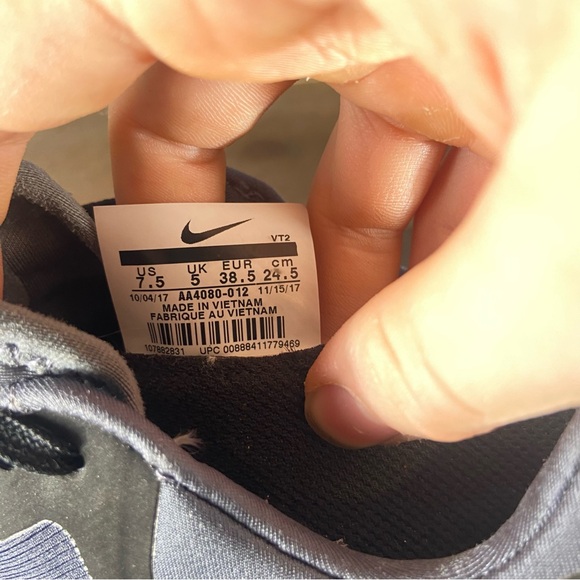 VT2
US UK EUR cm
7.5 5 38.5 24.5
10/04/17 AA4080-012 11/15/17
MADE IN VIETNAM
FABRIQUE AU VIETNAM
107882831 UPC 00888411779469